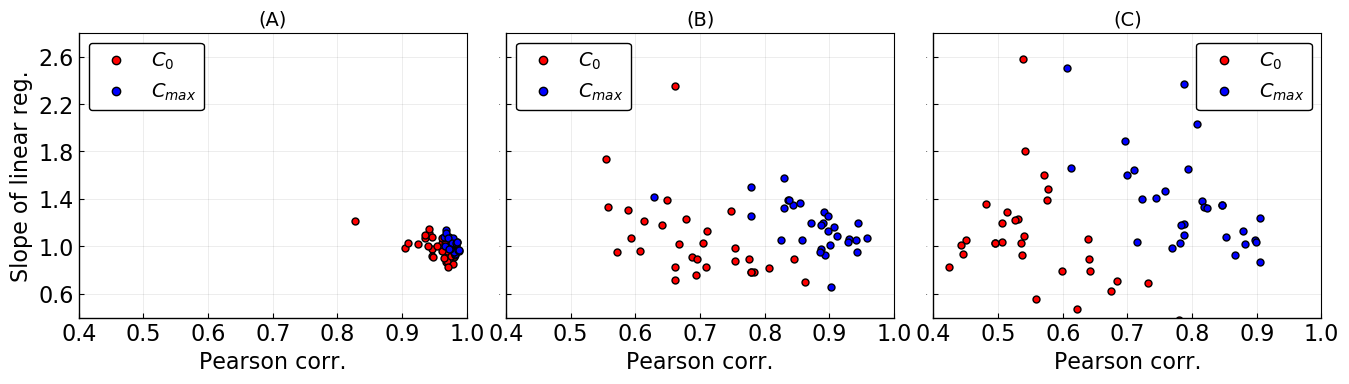 (A) (B) (C)
C0 C0 C0
Cmax Cmax Cmax
Slope of linear reg.
2.6
2.2
1.8
1.4
1.0
0.6
0.4 0.5 0.6 0.7 0.8 0.9 1.0 0.4 0.5 0.6 0.7 0.8 0.9 1.0 0.4 0.5 0.6 0.7 0.8 0.9 1.0
Pearson corr. Pearson corr. Pearson corr.